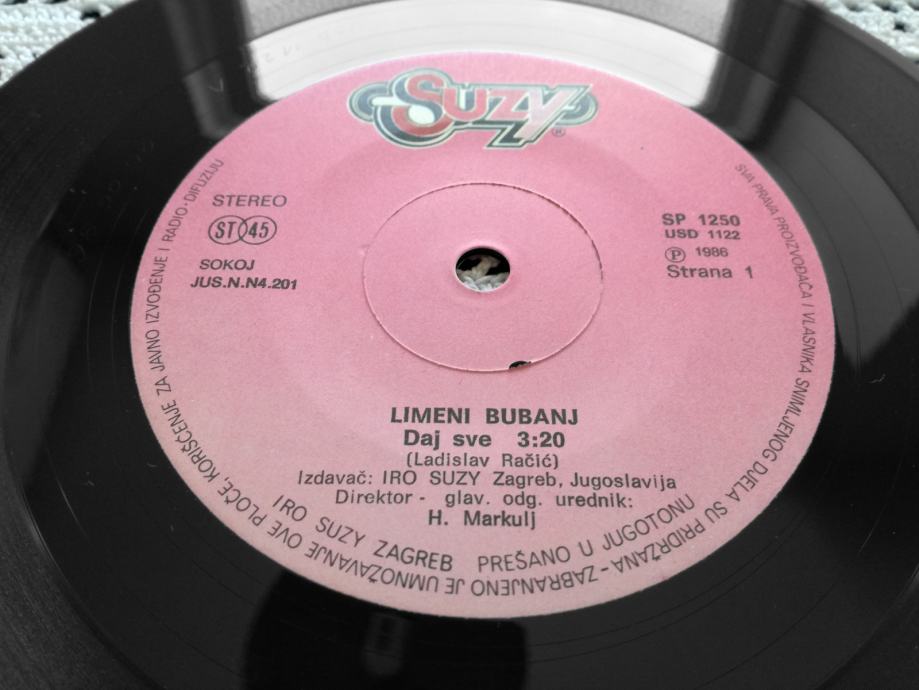 SUZY®
STEREO
ST 45
SOKOJ
JUS.N.N4.201
SP 1250
USD 1122
Ⓟ 1986
Strana 1
LIMENI BUBANJ
Daj sve 3:20
(Ladislav Račić)
Izdavač: IRO SUZY Zagreb, Jugoslavija
Direktor - glav. odg. urednik:
H. Markulj
IRO SUZY ZAGREB PREŠANO U JUGOTONU
SVA PRAVA PROIZVOĐAČA I VLASNIKA SNIMLJENOG DJELA SU PRIDRŽANA - ZABRANJENO JE UMNOŽAVANJE OVE PLOČE, KORIŠĆENJE ZA JAVNO IZVOĐENJE I RADIO-DIFUZIJU